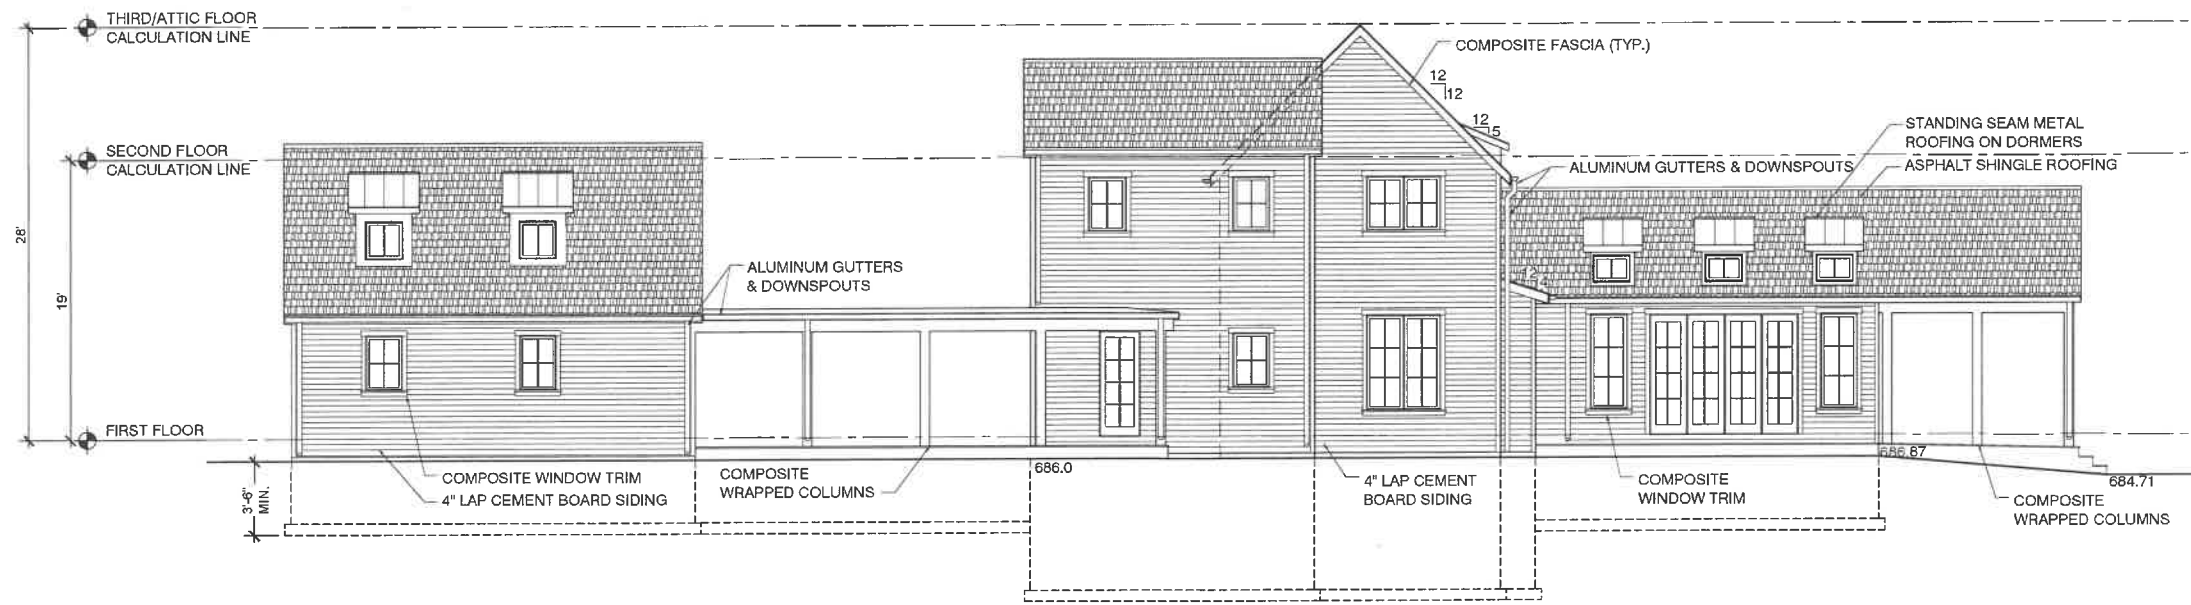 THIRD/ATTIC FLOOR
CALCULATION LINE
COMPOSITE FASCIA (TYP.)
12
12
12
5
SECOND FLOOR
CALCULATION LINE
STANDING SEAM METAL
ROOFING ON DORMERS
ALUMINUM GUTTERS & DOWNSPOUTS
ASPHALT SHINGLE ROOFING
28'
19'
ALUMINUM GUTTERS
& DOWNSPOUTS
12
4
FIRST FLOOR
3'-6"
MIN.
COMPOSITE WINDOW TRIM
4" LAP CEMENT BOARD SIDING
COMPOSITE
WRAPPED COLUMNS
686.0
4" LAP CEMENT
BOARD SIDING
COMPOSITE
WINDOW TRIM
686.87
684.71
COMPOSITE
WRAPPED COLUMNS